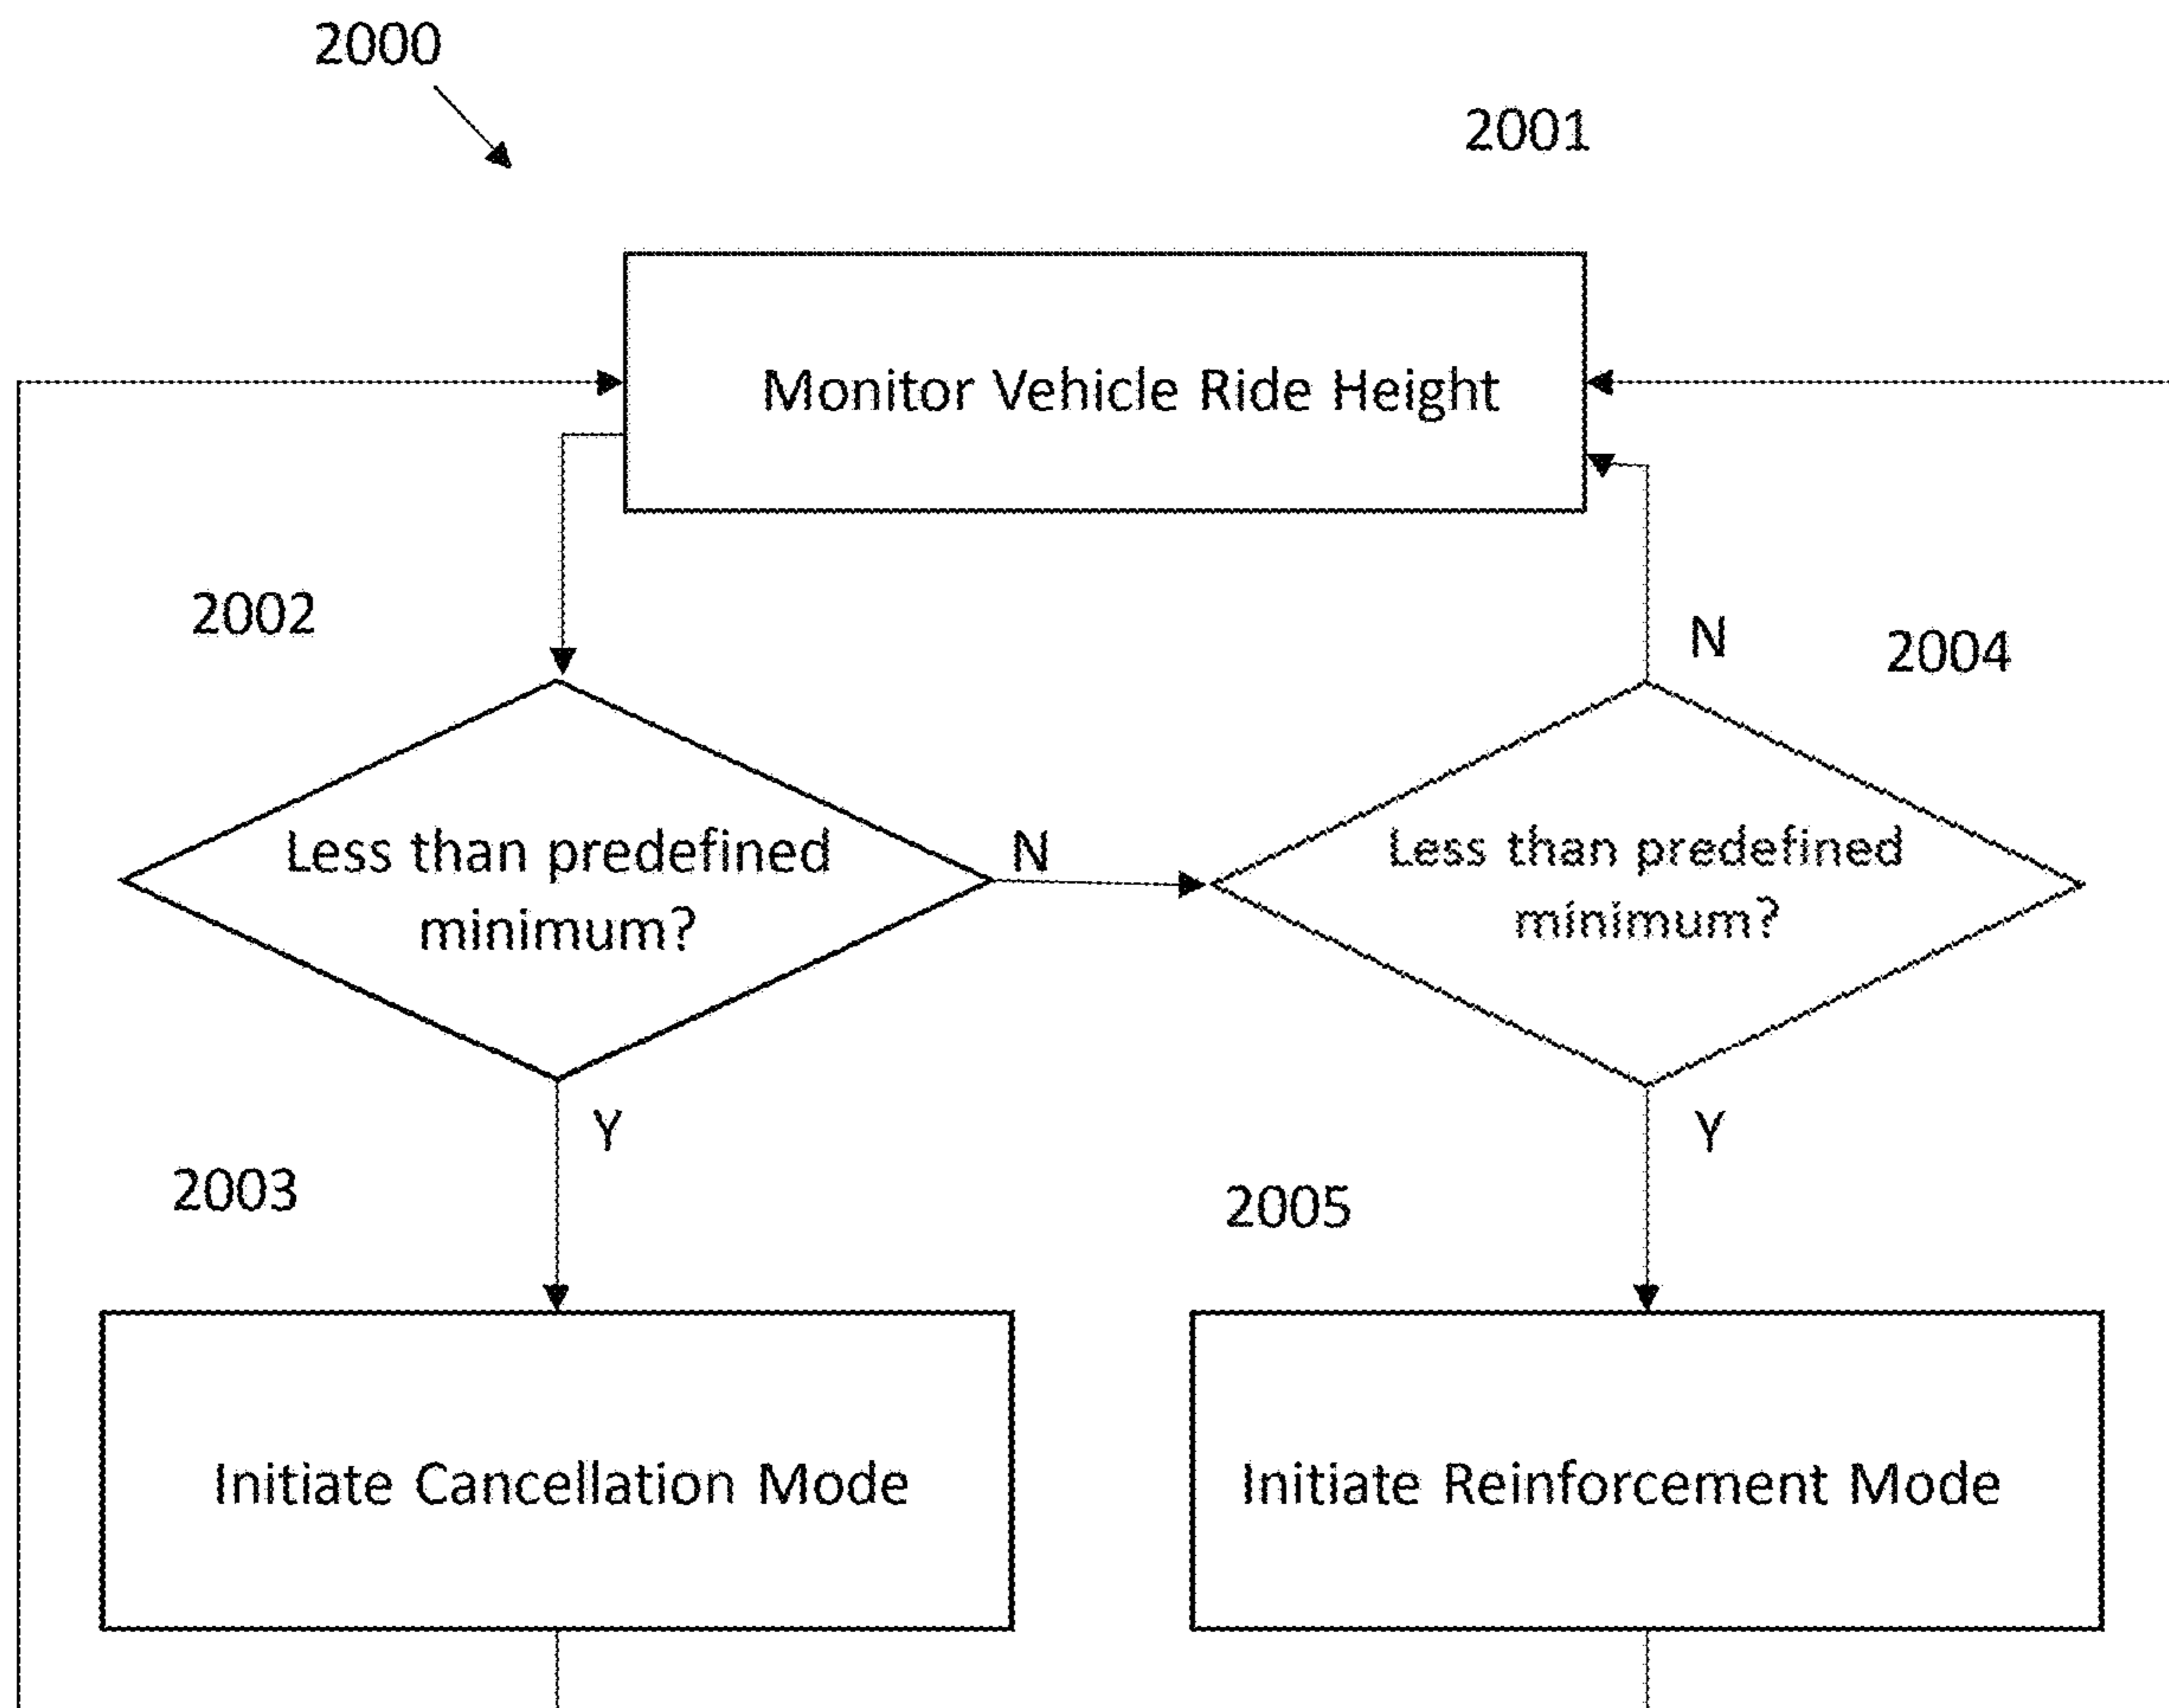 2000
2001
Monitor Vehicle Ride Height
2002
N
2004
Less than predefined
minimum?
N
Less than predefined
minimum?
Y
Y
2003
2005
Initiate Cancellation Mode
Initiate Reinforcement Mode